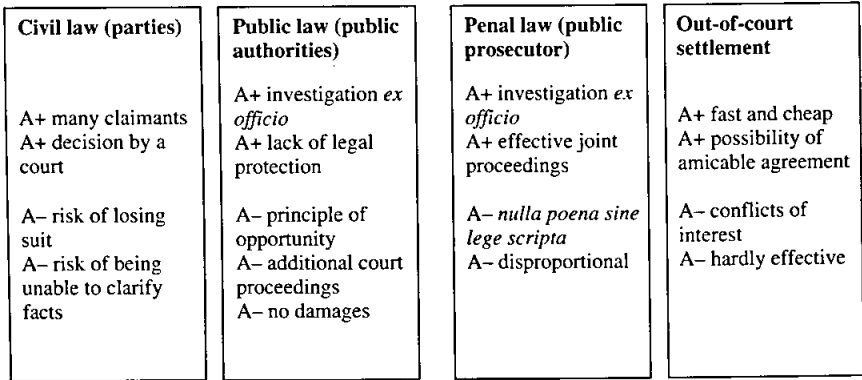 Civil law (parties)
A+ many claimants
A+ decision by a
court
A– risk of losing
suit
A– risk of being
unable to clarify
facts
Public law (public
authorities)
A+ investigation ex
officio
A+ lack of legal
protection
A– principle of
opportunity
A– additional court
proceedings
A– no damages
Penal law (public
prosecutor)
A+ investigation ex
officio
A+ effective joint
proceedings
A– nulla poena sine
lege scripta
A– disproportional
Out-of-court
settlement
A+ fast and cheap
A+ possibility of
amicable agreement
A– conflicts of
interest
A– hardly effective